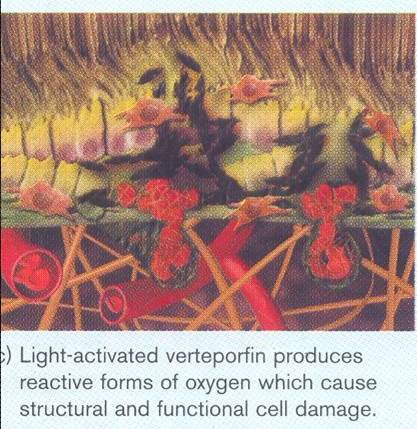 c) Light-activated verteporfin produces
reactive forms of oxygen which cause
structural and functional cell damage.